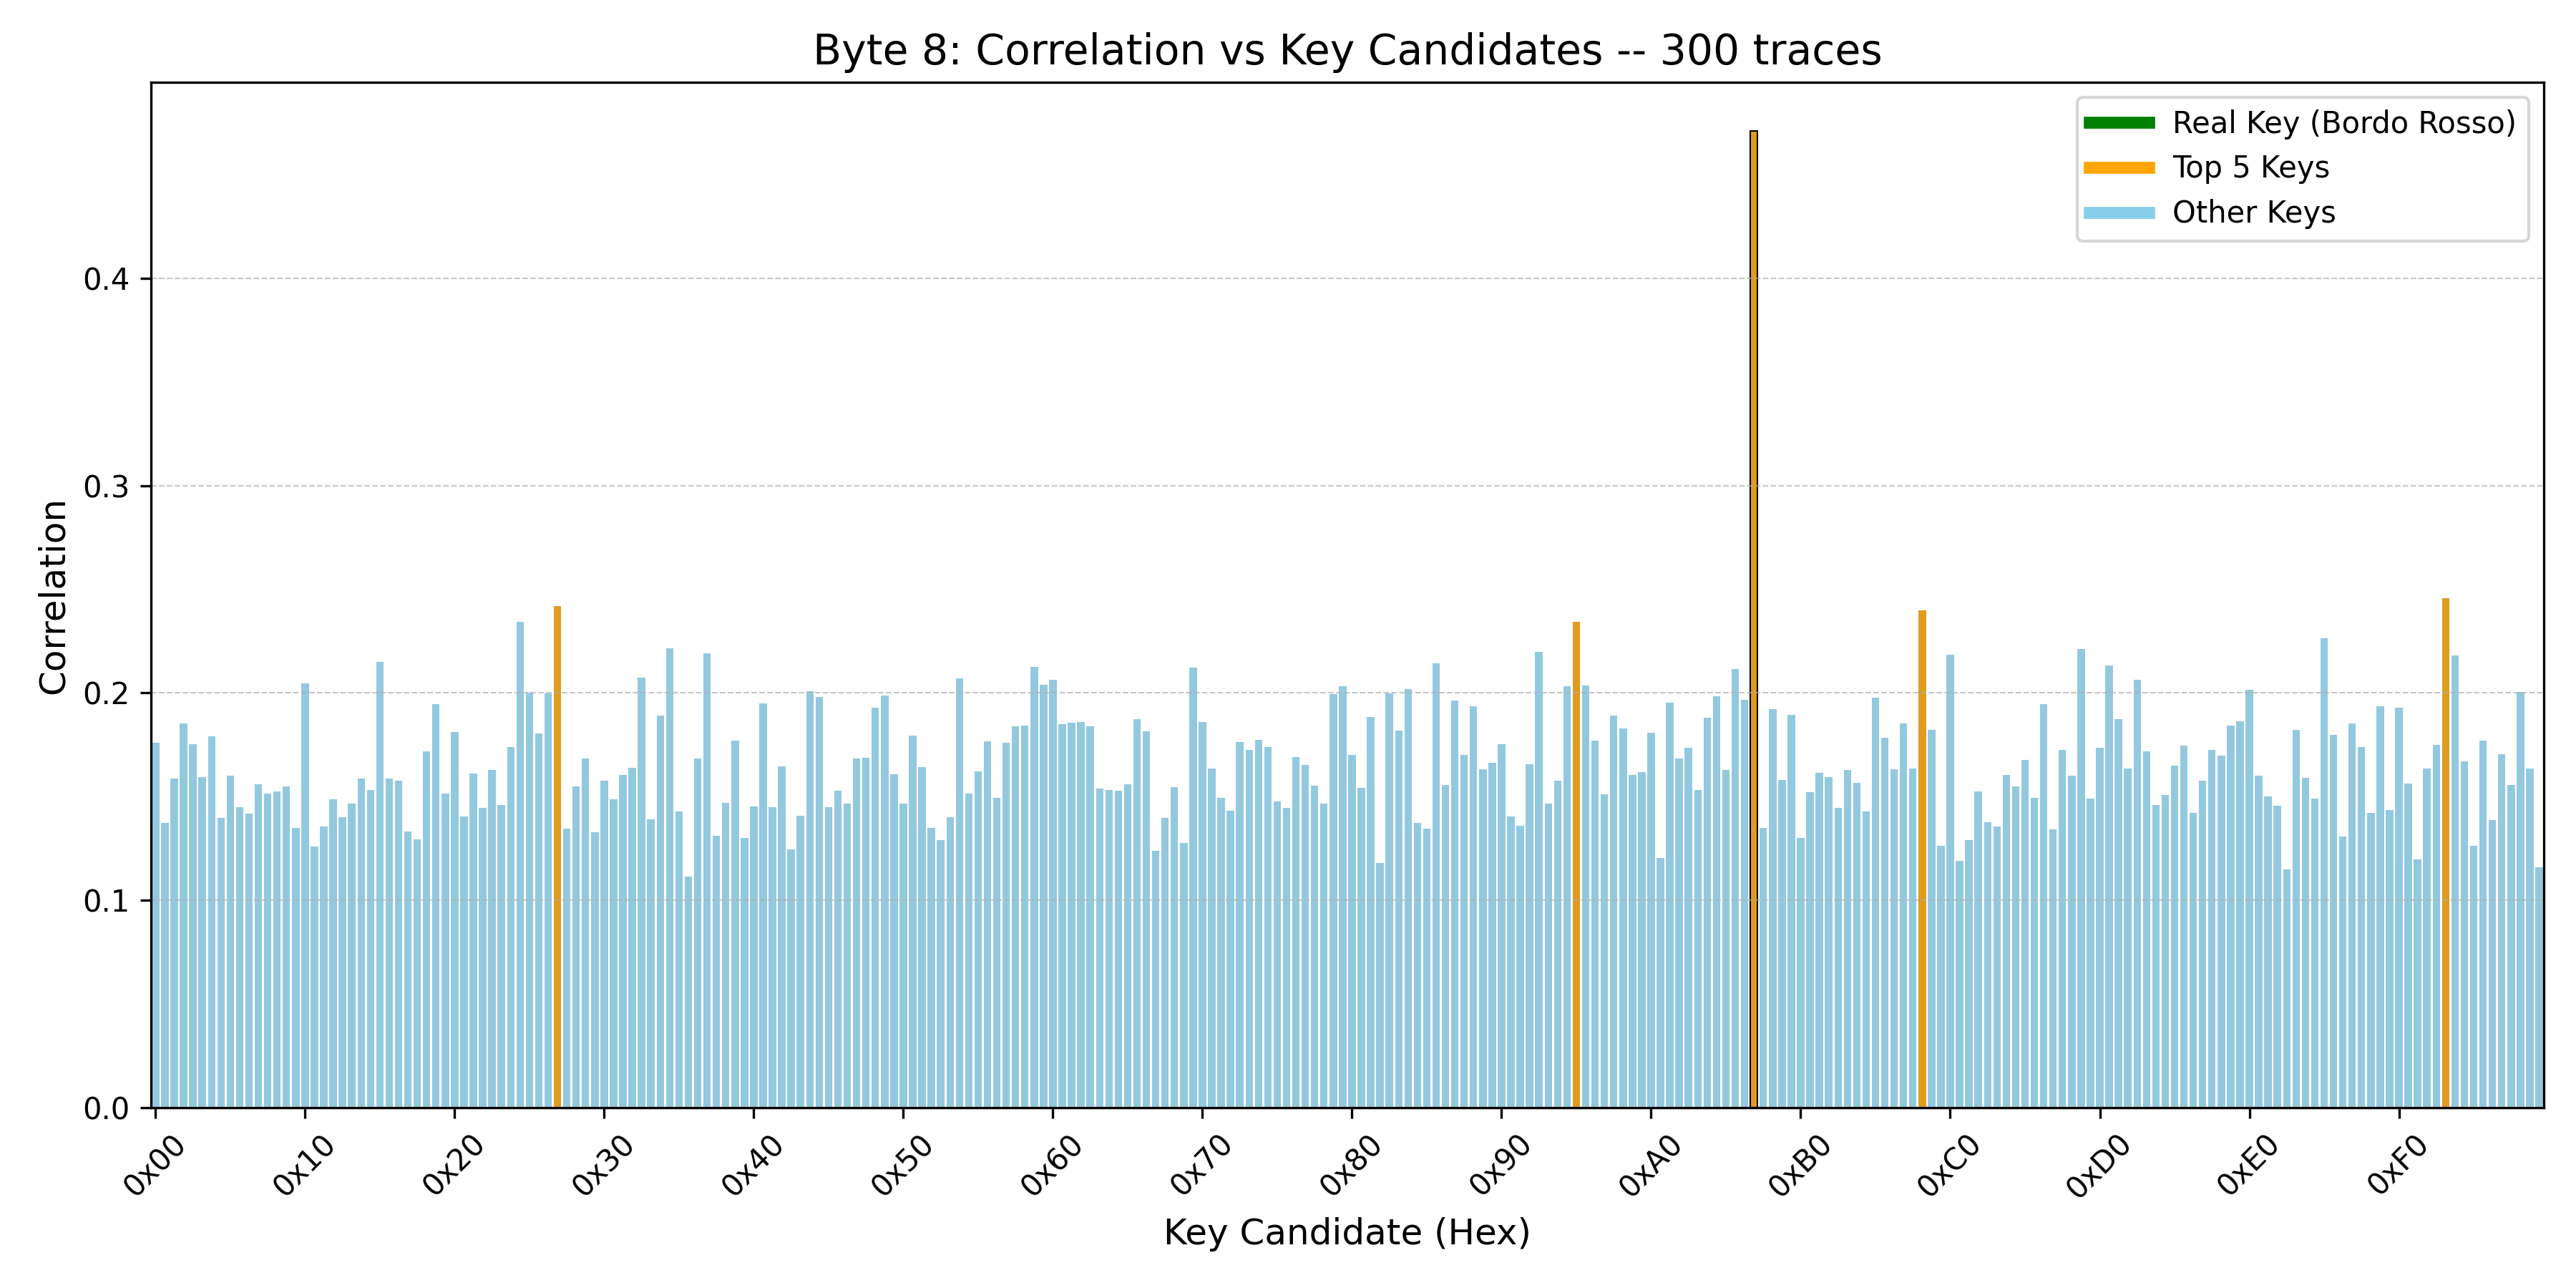 Byte 8: Correlation vs Key Candidates -- 300 traces
Real Key (Bordo Rosso)
Top 5 Keys
Other Keys
Correlation
0.4
0.3
0.2
0.1
0.0
0x00 0x10 0x20 0x30 0x40 0x50 0x60 0x70 0x80 0x90 0xA0 0xB0 0xC0 0xD0 0xE0 0xF0
Key Candidate (Hex)